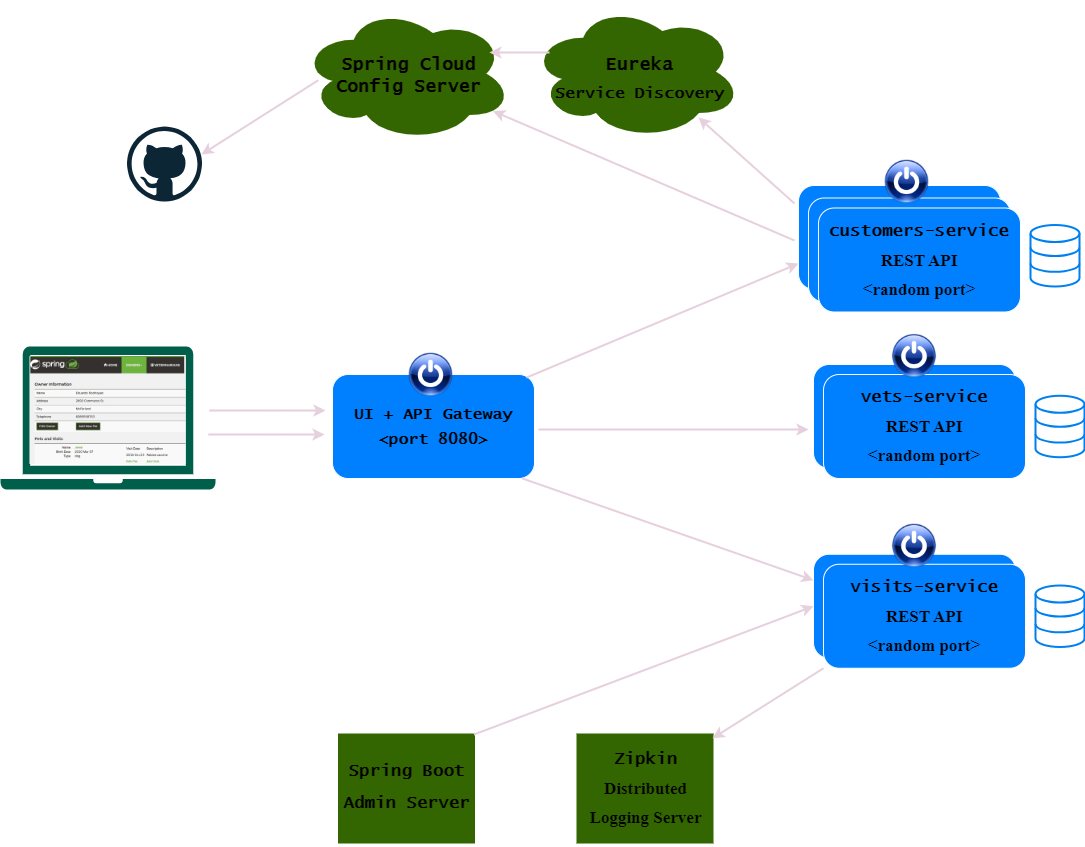 Spring Cloud
Config Server
Eureka
Service Discovery
customers-service
REST API
<random port>
spring
Owner Information
UI + API Gateway
<port 8080>
vets-service
REST API
<random port>
Pets and Visits
visits-service
REST API
<random port>
Spring Boot
Admin Server
Zipkin
Distributed
Logging Server